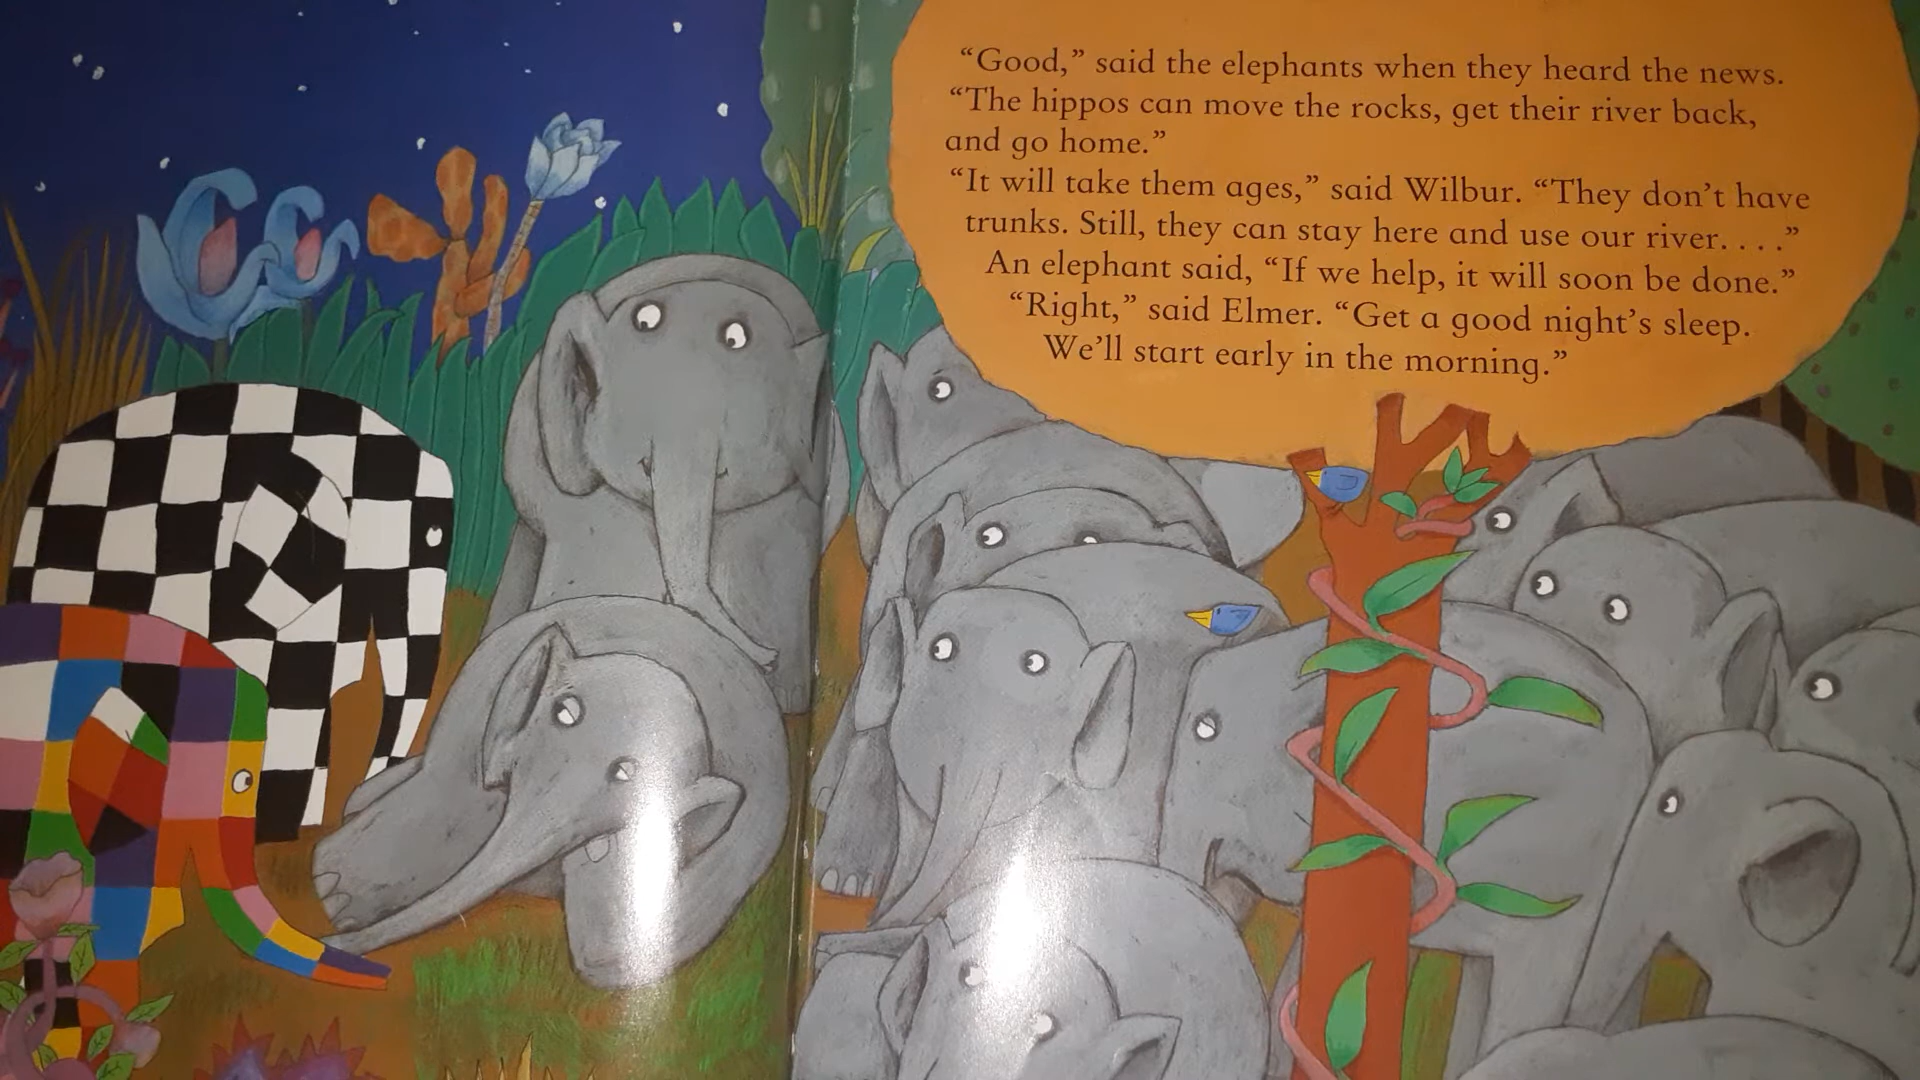 “Good,” said the elephants when they heard the news.
“The hippos can move the rocks, get their river back,
and go home.”
“It will take them ages,” said Wilbur. “They don’t have
trunks. Still, they can stay here and use our river. . . .”
An elephant said, “If we help, it will soon be done.”
“Right,” said Elmer. “Get a good night’s sleep.
We’ll start early in the morning.”